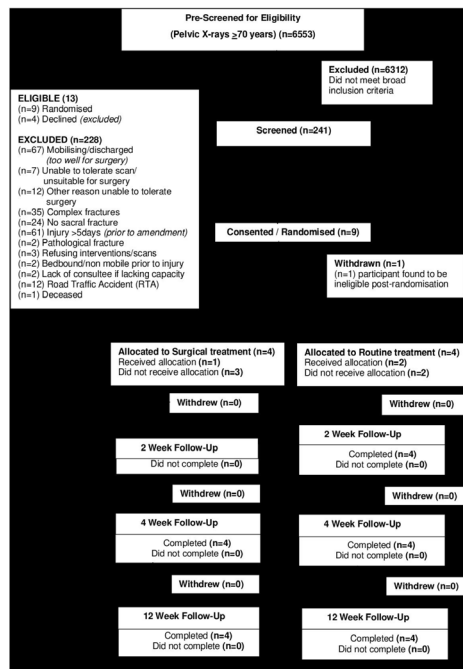 Pre-Screened for Eligibility
(Pelvic X-rays ≥70 years) (n=6553)
Excluded (n=6312)
Did not meet broad
inclusion criteria
ELIGIBLE (13)
(n=9) Randomised
(n=4) Declined (excluded)
EXCLUDED (n=228)
(n=67) Mobilising/discharged
(too well for surgery)
(n=7) Unable to tolerate scan/
unsuitable for surgery
(n=12) Other reason unable to tolerate
surgery
(n=35) Complex fractures
(n=24) No sacral fracture
(n=61) Injury >5days (prior to amendment)
(n=2) Pathological fracture
(n=3) Refusing interventions/scans
(n=2) Bedbound/non mobile prior to injury
(n=2) Lack of consultee if lacking capacity
(n=12) Road Traffic Accident (RTA)
(n=1) Deceased
Screened (n=241)
Consented / Randomised (n=9)
Withdrawn (n=1)
(n=1) participant found to be
ineligible post-randomisation
Allocated to Surgical treatment (n=4)
Received allocation (n=1)
Did not receive allocation (n=3)
Allocated to Routine treatment (n=4)
Received allocation (n=2)
Did not receive allocation (n=2)
Withdrew (n=0)
Withdrew (n=0)
2 Week Follow-Up
Did not complete (n=0)
2 Week Follow-Up
Completed (n=4)
Did not complete (n=0)
Withdrew (n=0)
Withdrew (n=0)
4 Week Follow-Up
Completed (n=4)
Did not complete (n=0)
4 Week Follow-Up
Completed (n=4)
Did not complete (n=0)
Withdrew (n=0)
Withdrew (n=0)
12 Week Follow-Up
Completed (n=4)
Did not complete (n=0)
12 Week Follow-Up
Completed (n=4)
Did not complete (n=0)